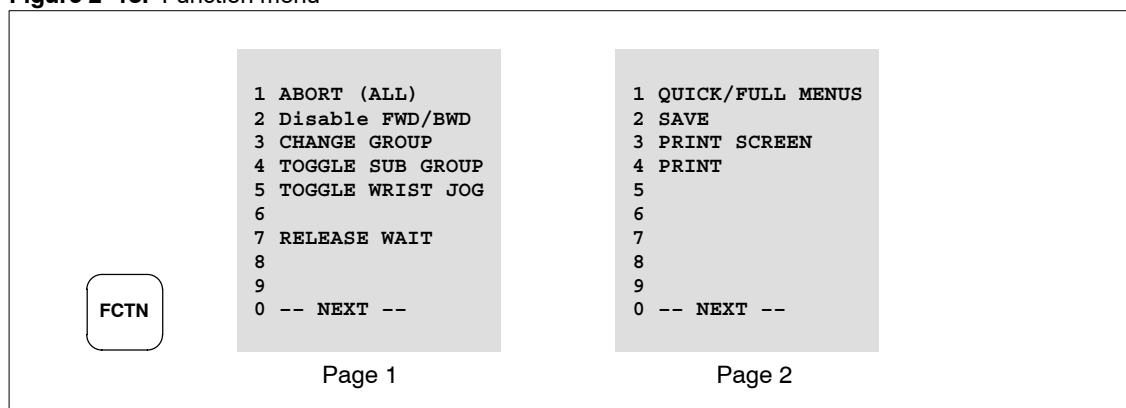 Figure 2-13. Function menu
1 ABORT (ALL)
2 Disable FWD/BWD
3 CHANGE GROUP
4 TOGGLE SUB GROUP
5 TOGGLE WRIST JOG
6
7 RELEASE WAIT
8
9
0 -- NEXT --
Page 1
1 QUICK/FULL MENUS
2 SAVE
3 PRINT SCREEN
4 PRINT
5
6
7
8
9
0 -- NEXT --
Page 2
FCTN